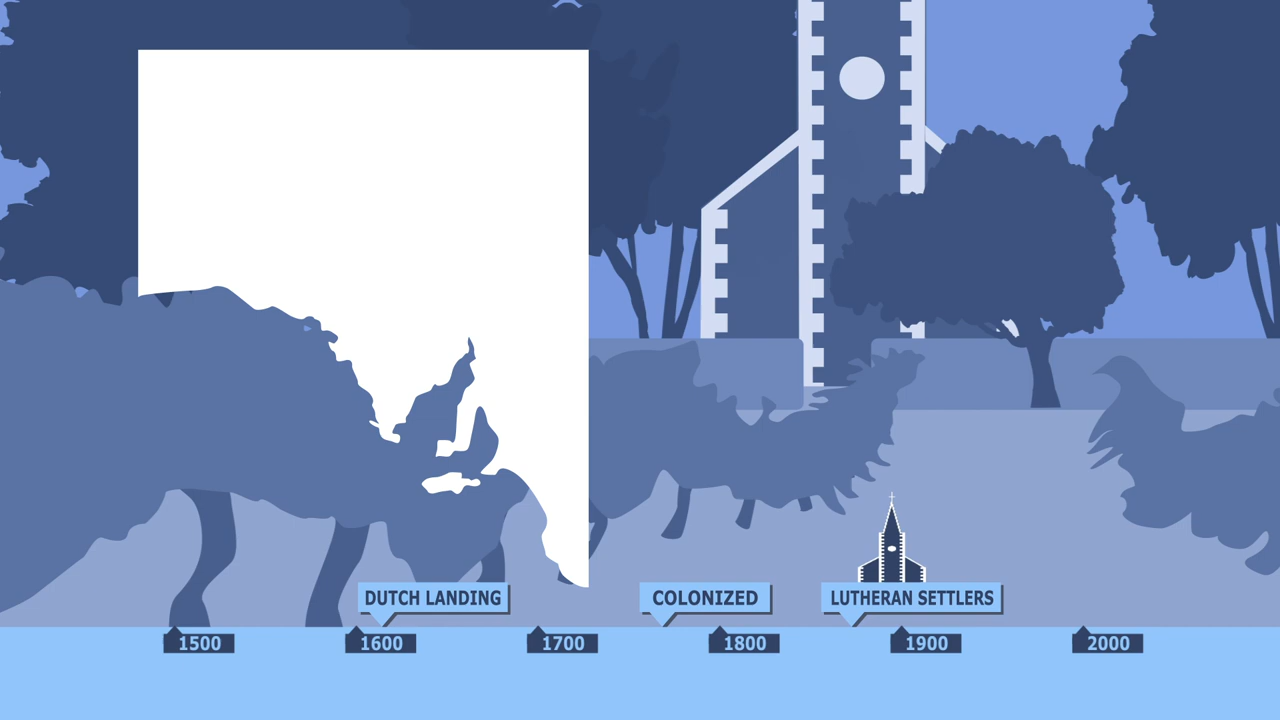 DUTCH LANDING
COLONIZED
LUTHERAN SETTLERS
1500
1600
1700
1800
1900
2000